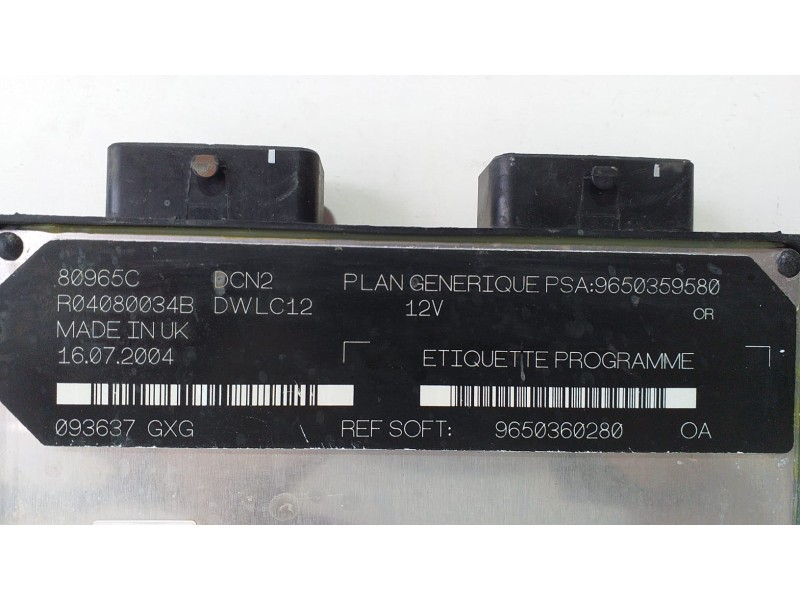 80965C DCN2 PLAN GENERIQUE PSA:9650359580
R04080034B DWLC12 12V OR
MADE IN UK
16.07.2004 ETIQUETTE PROGRAMME
093637 GXG REF SOFT: 9650360280 OA